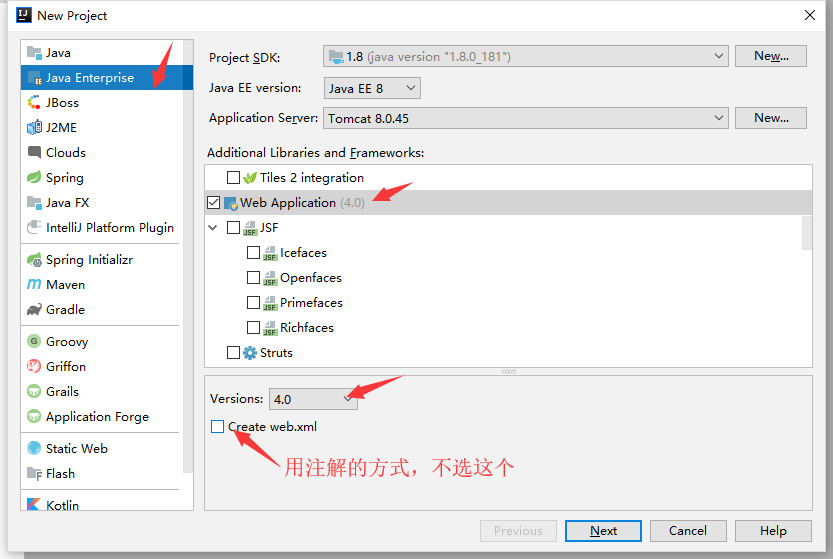 New Project
Java
Java Enterprise
JBoss
J2ME
Clouds
Spring
Java FX
IntelliJ Platform Plugin
Spring Initializr
Maven
Gradle
Groovy
Griffon
Grails
Application Forge
Static Web
Flash
Kotlin
Project SDK: 1.8 (java version "1.8.0_181") New...
Java EE version: Java EE 8
Application Server: Tomcat 8.0.45 New...
Additional Libraries and Frameworks:
Tiles 2 integration
Web Application (4.0)
JSF
Icefaces
Openfaces
Primefaces
Richfaces
Struts
Versions: 4.0
Create web.xml
用注解的方式，不选这个
Previous Next Cancel Help